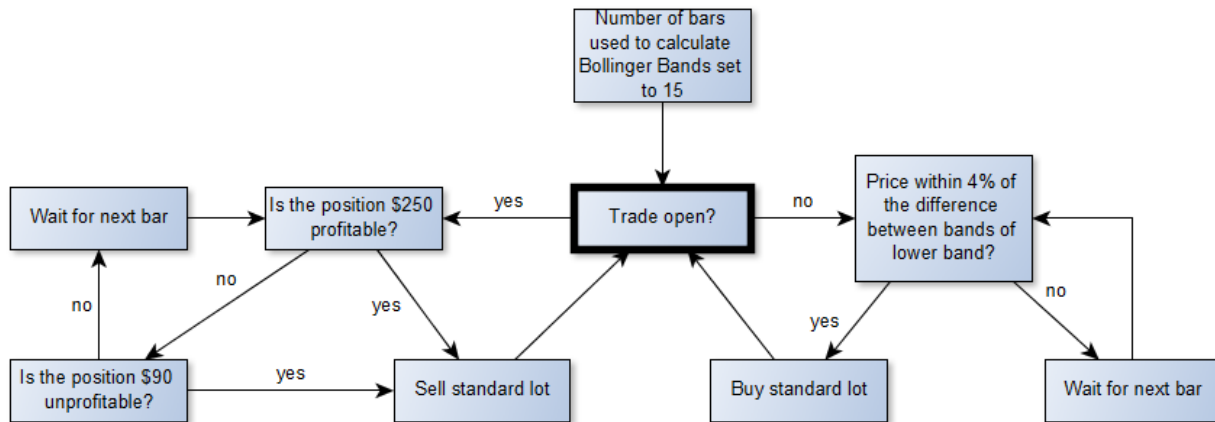 Number of bars
used to calculate
Bollinger Bands set
to 15
Wait for next bar
Is the position $250
profitable?
yes
Trade open?
no
Price within 4% of
the difference
between bands of
lower band?
no
no
yes
yes
no
Is the position $90
unprofitable?
yes
Sell standard lot
Buy standard lot
Wait for next bar